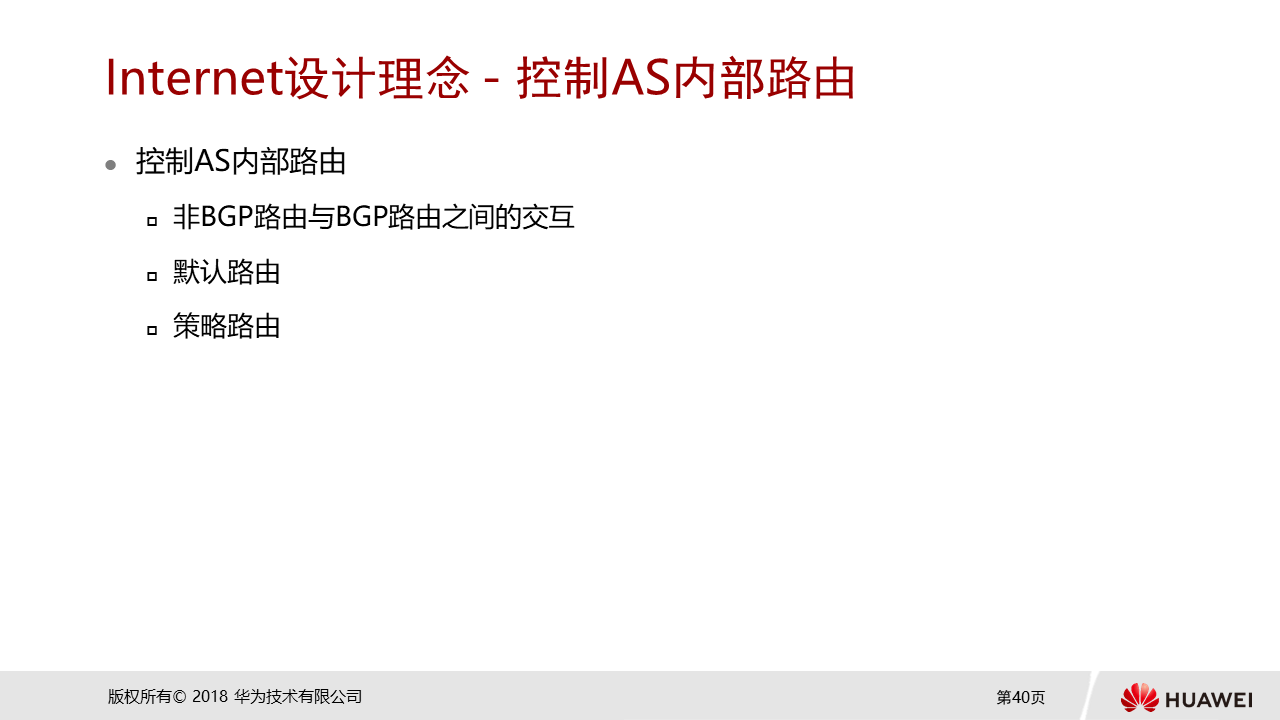 Internet设计理念 - 控制AS内部路由
控制AS内部路由
非BGP路由与BGP路由之间的交互
默认路由
策略路由
版权所有© 2018 华为技术有限公司
第40页
HUAWEI